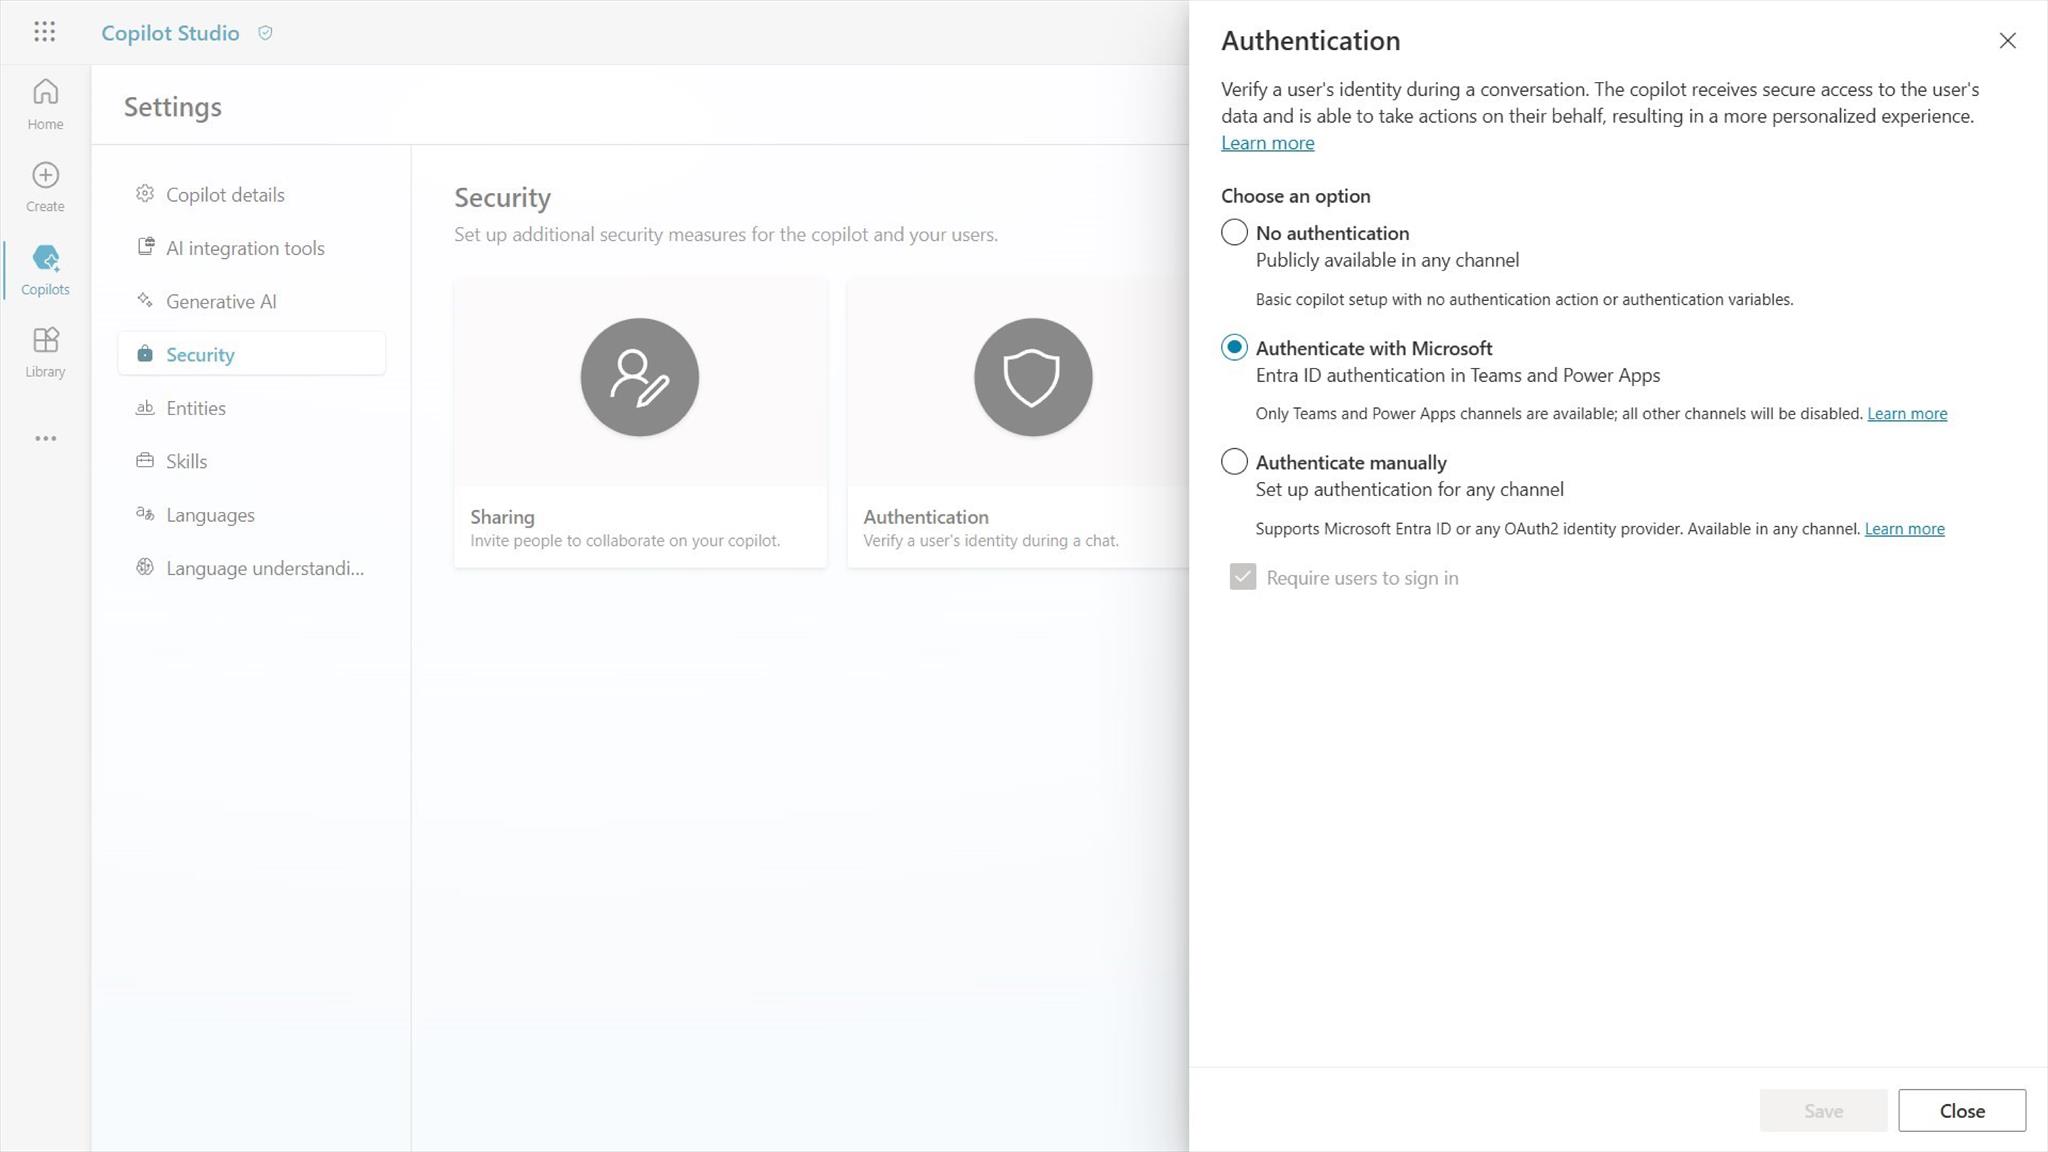 Copilot Studio
Home
Create
Copilots
Library
Settings
Copilot details
AI integration tools
Generative AI
Security
Entities
Skills
Languages
Language understandi...
Security
Set up additional security measures for the copilot and your users.
Sharing
Invite people to collaborate on your copilot.
Authentication
Verify a user's identity during a chat.
Authentication
Verify a user's identity during a conversation. The copilot receives secure access to the user's
data and is able to take actions on their behalf, resulting in a more personalized experience.
Learn more
Choose an option
No authentication
Publicly available in any channel
Basic copilot setup with no authentication action or authentication variables.
Authenticate with Microsoft
Entra ID authentication in Teams and Power Apps
Only Teams and Power Apps channels are available; all other channels will be disabled. Learn more
Authenticate manually
Set up authentication for any channel
Supports Microsoft Entra ID or any OAuth2 identity provider. Available in any channel. Learn more
Require users to sign in
Save
Close